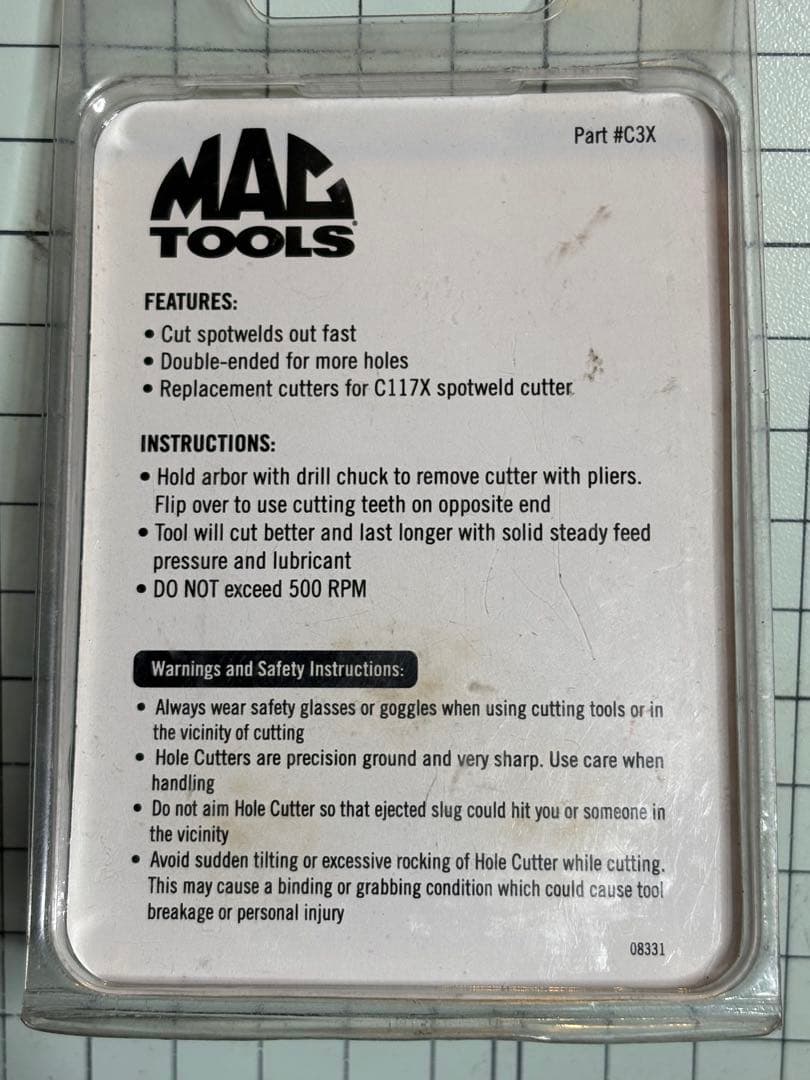 MAC
TOOLS
Part #C3X
FEATURES:
• Cut spotwelds out fast
• Double-ended for more holes
• Replacement cutters for C117X spotweld cutter
INSTRUCTIONS:
• Hold arbor with drill chuck to remove cutter with pliers.
Flip over to use cutting teeth on opposite end
• Tool will cut better and last longer with solid steady feed
pressure and lubricant
• DO NOT exceed 500 RPM
Warnings and Safety Instructions:
• Always wear safety glasses or goggles when using cutting tools or in
the vicinity of cutting
• Hole Cutters are precision ground and very sharp. Use care when
handling
• Do not aim Hole Cutter so that ejected slug could hit you or someone in
the vicinity
• Avoid sudden tilting or excessive rocking of Hole Cutter while cutting.
This may cause a binding or grabbing condition which could cause tool
breakage or personal injury
08331